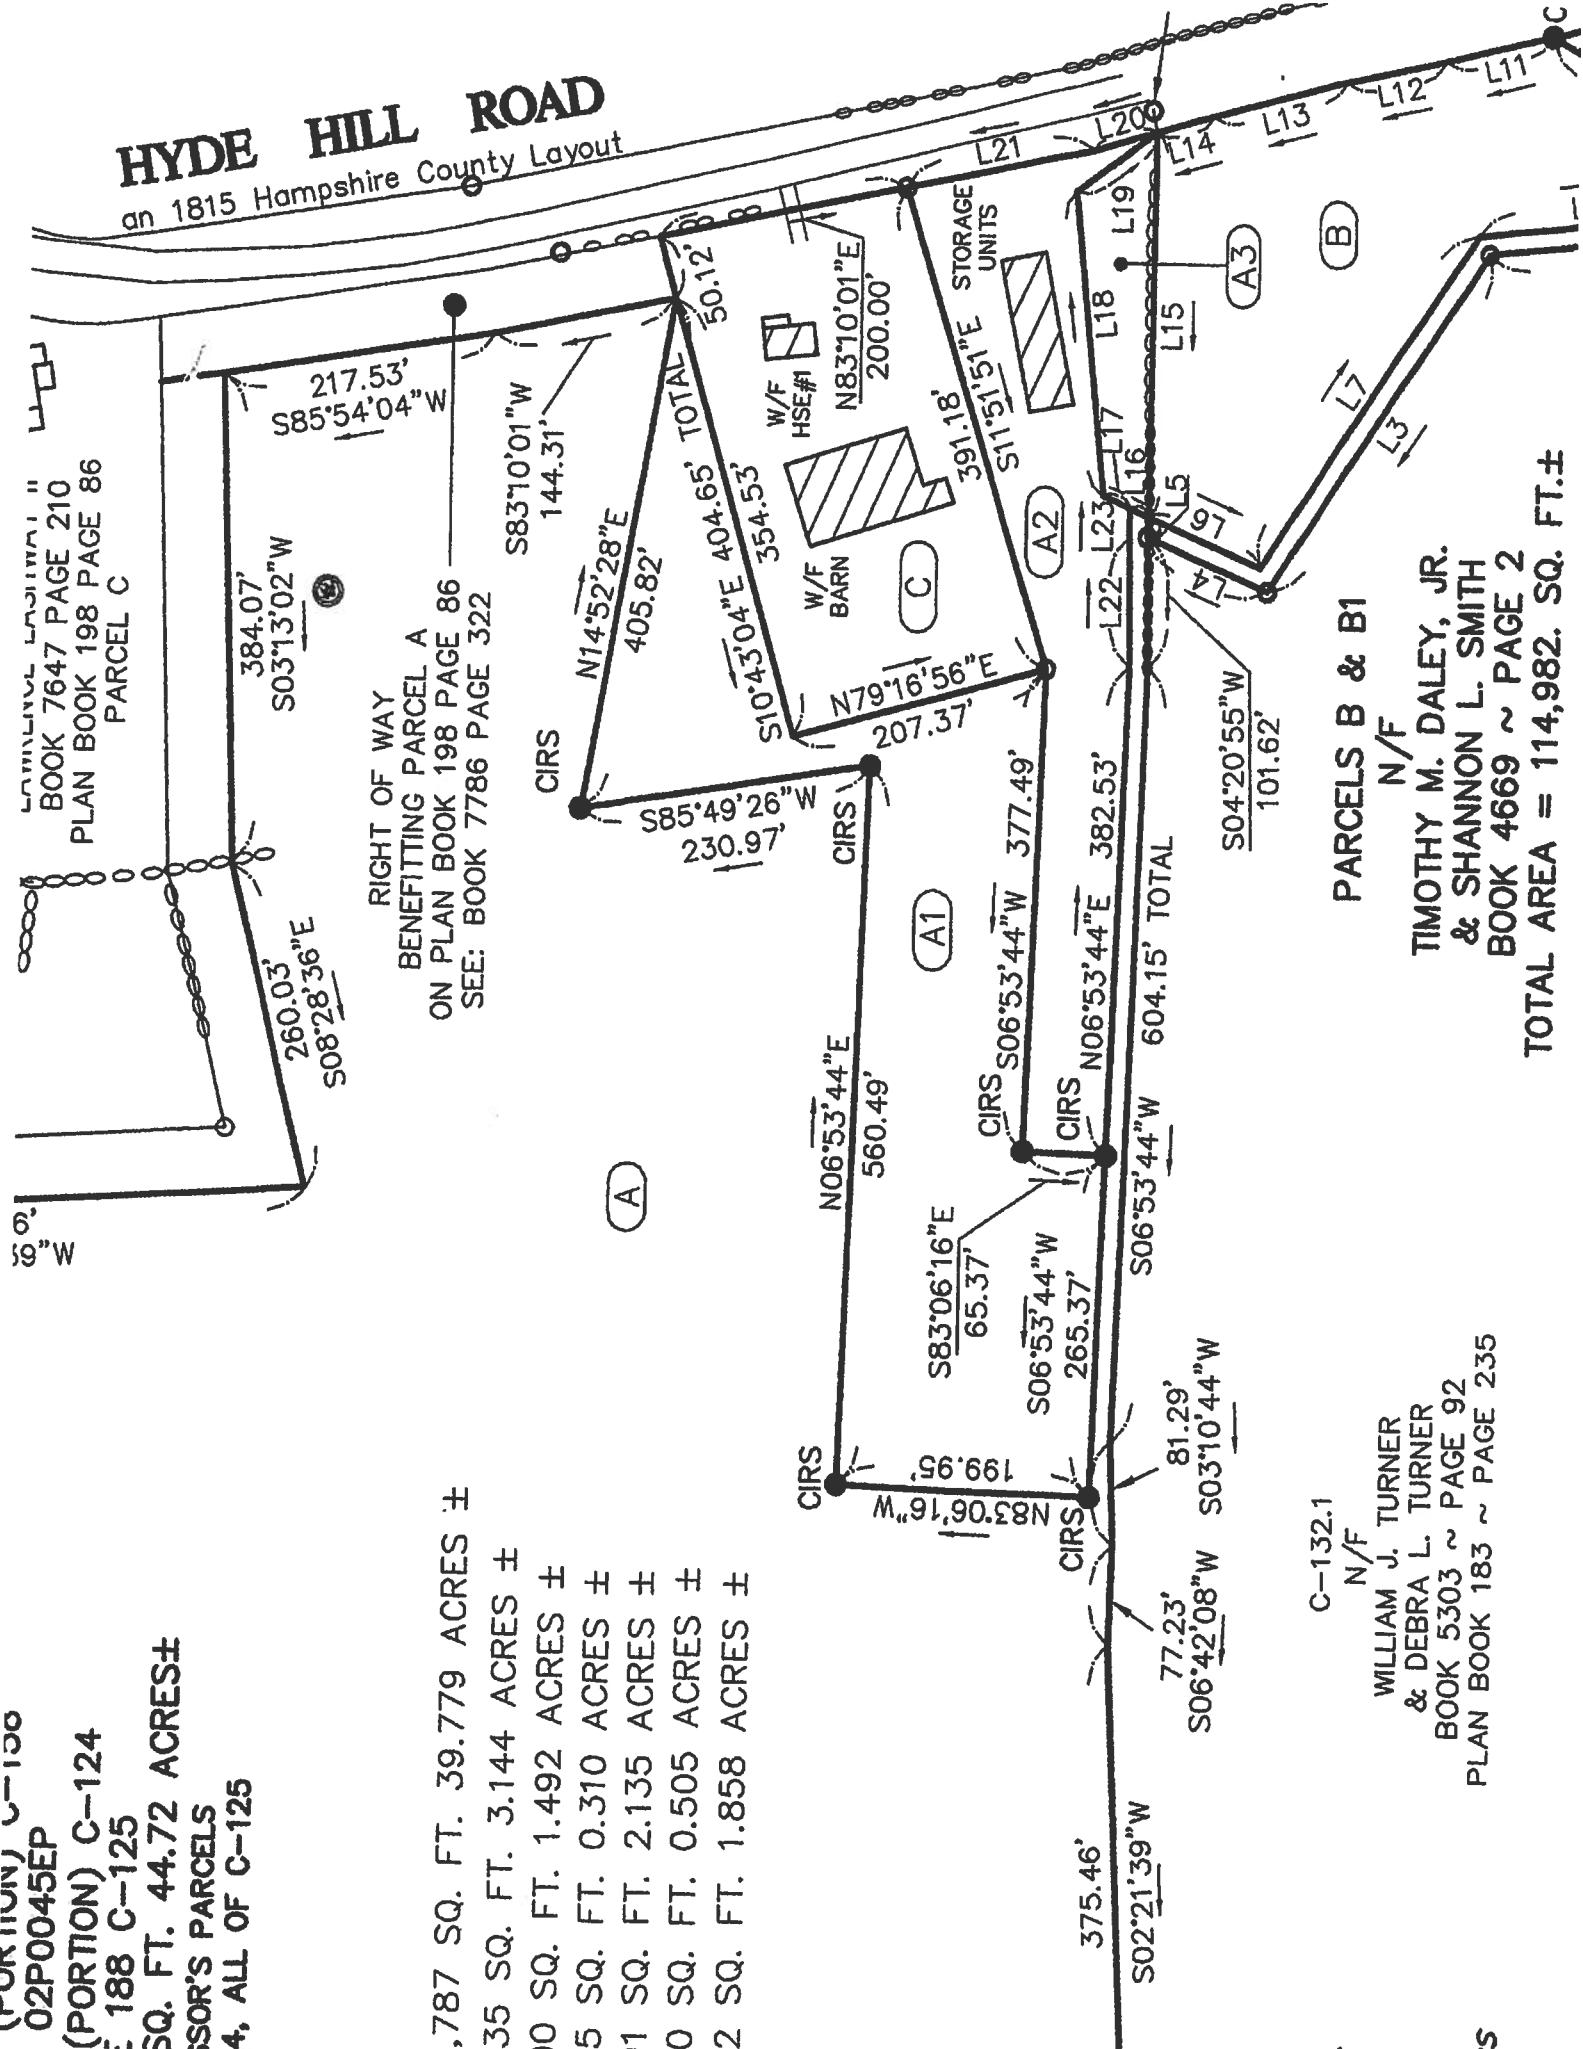 HYDE HILL ROAD
an 1815 Hampshire County Layout
BOOK 7647 PAGE 210
PLAN BOOK 198 PAGE 86
PARCEL C
217.53'
S85°54'04"W
384.07'
S03°13'02"W
260.03'
S08°28'36"E
RIGHT OF WAY
BENEFITTING PARCEL A
ON PLAN BOOK 198 PAGE 86
SEE: BOOK 7786 PAGE 322
S83°10'01"W
144.31'
N14°52'28"E
405.82'
CIRS
S10°43'04"E 404.65' TOTAL
354.53'
50.12'
W/F
HSE#1
N83°10'01"E
200.00'
W/F
BARN
C
N79°16'56"E
207.37'
391.18'
S11°51'51"E
STORAGE
UNITS
A2
S85°49'26"W
230.97'
CIRS
A1
A
N06°53'44"E
560.49'
CIRS
S06°53'44"W 377.49'
CIRS
N06°53'44"E 382.53'
S06°53'44"W
604.15' TOTAL
S83°06'16"E
65.37'
S06°53'44"W
265.37'
CIRS
N83°06'16"W
199.95'
CIRS
81.29'
S03°10'44"W
77.23'
S06°42'08"W
375.46'
S02°21'39"W
S04°20'55"W
101.62'
L11
L12
L13
L14
L20
L21
L19
L18
L17
L16
L15
L23
L22
L5
L6
L4
L7
L3
A3
B
PARCELS B & B1
N/F
TIMOTHY M. DALEY, JR.
& SHANNON L. SMITH
BOOK 4669 ~ PAGE 2
TOTAL AREA = 114,982. SQ. FT.±
C-132.1
N/F
WILLIAM J. TURNER
& DEBRA L. TURNER
BOOK 5303 ~ PAGE 92
PLAN BOOK 183 ~ PAGE 235
02P0045EP
(PORTION) C-124
188 C-125
SQ. FT. 44.72 ACRES±
SSOR'S PARCELS
4, ALL OF C-125
,787 SQ. FT. 39.779 ACRES ±
35 SQ. FT. 3.144 ACRES ±
00 SQ. FT. 1.492 ACRES ±
5 SQ. FT. 0.310 ACRES ±
91 SQ. FT. 2.135 ACRES ±
0 SQ. FT. 0.505 ACRES ±
2 SQ. FT. 1.858 ACRES ±